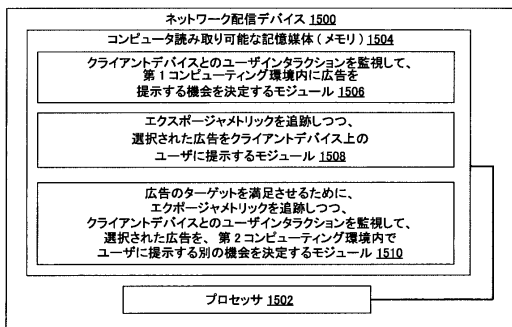 ネットワーク配信デバイス 1500
コンピュータ読み取り可能な記憶媒体(メモリ) 1504
クライアントデバイスとのユーザインタラクションを監視して、
第1コンピューティング環境内に広告を
提示する機会を決定するモジュール 1506
エクスポージャメトリックを追跡しつつ、
選択された広告をクライアントデバイス上の
ユーザに提示するモジュール 1508
広告のターゲットを満足させるために、
エクポージャメトリックを追跡しつつ、
クライアントデバイスとのユーザインタラクションを監視して、
選択された広告を、第2コンピューティング環境内で
ユーザに提示する別の機会を決定するモジュール 1510
プロセッサ 1502